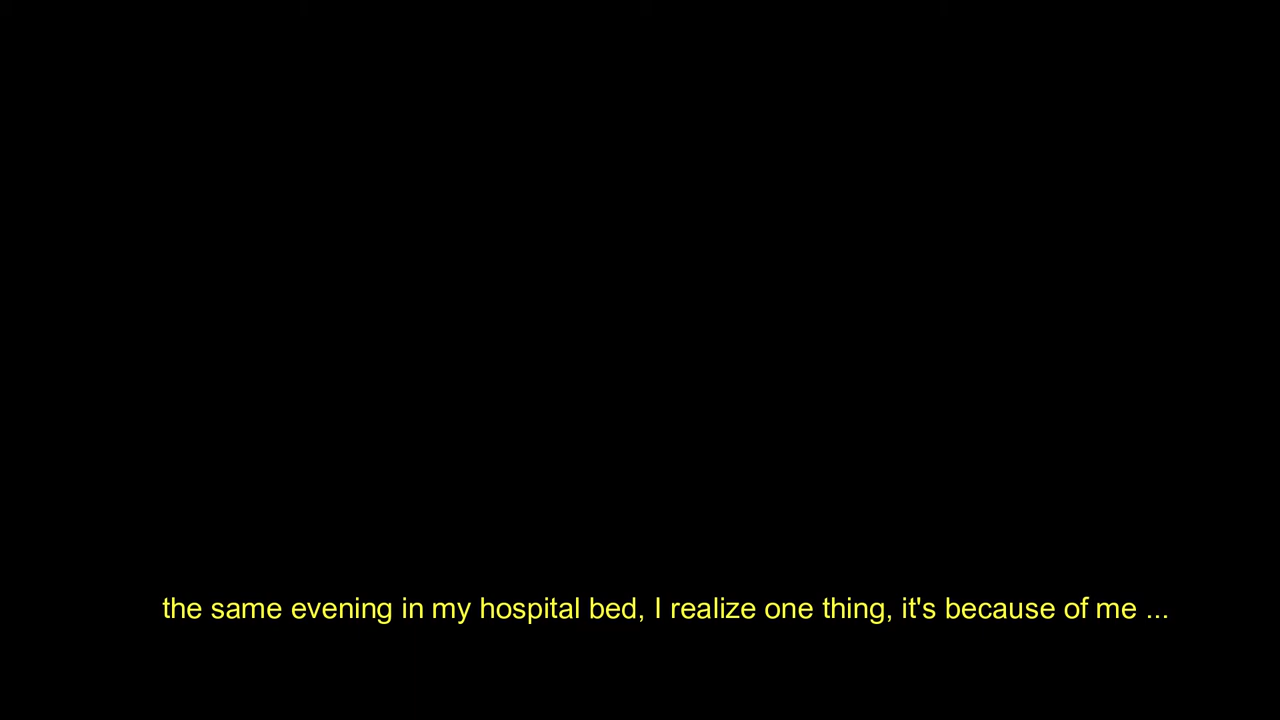 the same evening in my hospital bed, I realize one thing, it's because of me ...